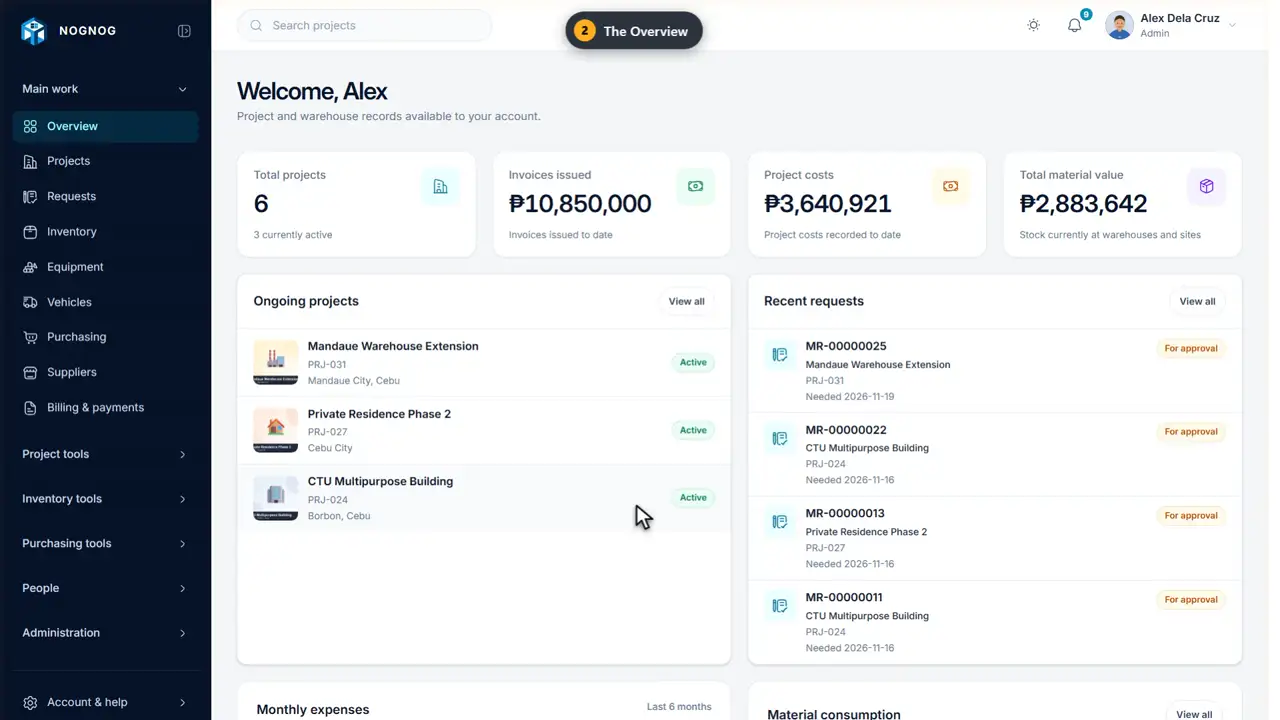 NOGNOG
Search projects
2 The Overview
9
Alex Dela Cruz
Admin
Main work
Overview
Projects
Requests
Inventory
Equipment
Vehicles
Purchasing
Suppliers
Billing & payments
Project tools
Inventory tools
Purchasing tools
People
Administration
Account & help
Welcome, Alex
Project and warehouse records available to your account.
Total projects
6
3 currently active
Invoices issued
₱10,850,000
Invoices issued to date
Project costs
₱3,640,921
Project costs recorded to date
Total material value
₱2,883,642
Stock currently at warehouses and sites
Ongoing projects
View all
Mandaue Warehouse Extension
PRJ-031
Mandaue City, Cebu
Active
Private Residence Phase 2
PRJ-027
Cebu City
Active
CTU Multipurpose Building
PRJ-024
Borbon, Cebu
Active
Recent requests
View all
MR-00000025
For approval
Mandaue Warehouse Extension
PRJ-031
Needed 2026-11-19
MR-00000022
For approval
CTU Multipurpose Building
PRJ-024
Needed 2026-11-16
MR-00000013
For approval
Private Residence Phase 2
PRJ-027
Needed 2026-11-16
MR-00000011
For approval
CTU Multipurpose Building
PRJ-024
Needed 2026-11-16
Monthly expenses
Last 6 months
Material consumption
View all